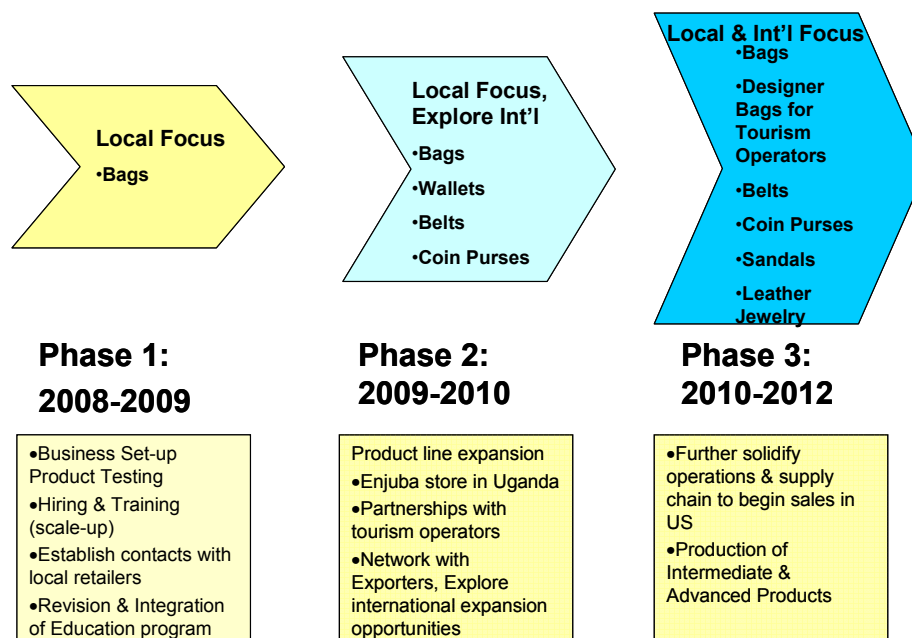 Local Focus
•Bags
Local Focus,
Explore Int'l
•Bags
•Wallets
•Belts
•Coin Purses
Local & Int'l Focus
•Bags
•Designer
Bags for
Tourism
Operators
•Belts
•Coin Purses
•Sandals
•Leather
Jewelry
Phase 1:
2008-2009
Phase 2:
2009-2010
Phase 3:
2010-2012
•Business Set-up
Product Testing
•Hiring & Training
(scale-up)
•Establish contacts with
local retailers
•Revision & Integration
of Education program
Product line expansion
•Enjuba store in Uganda
•Partnerships with
tourism operators
•Network with
Exporters, Explore
international expansion
opportunities
•Further solidify
operations & supply
chain to begin sales in
US
•Production of
Intermediate &
Advanced Products